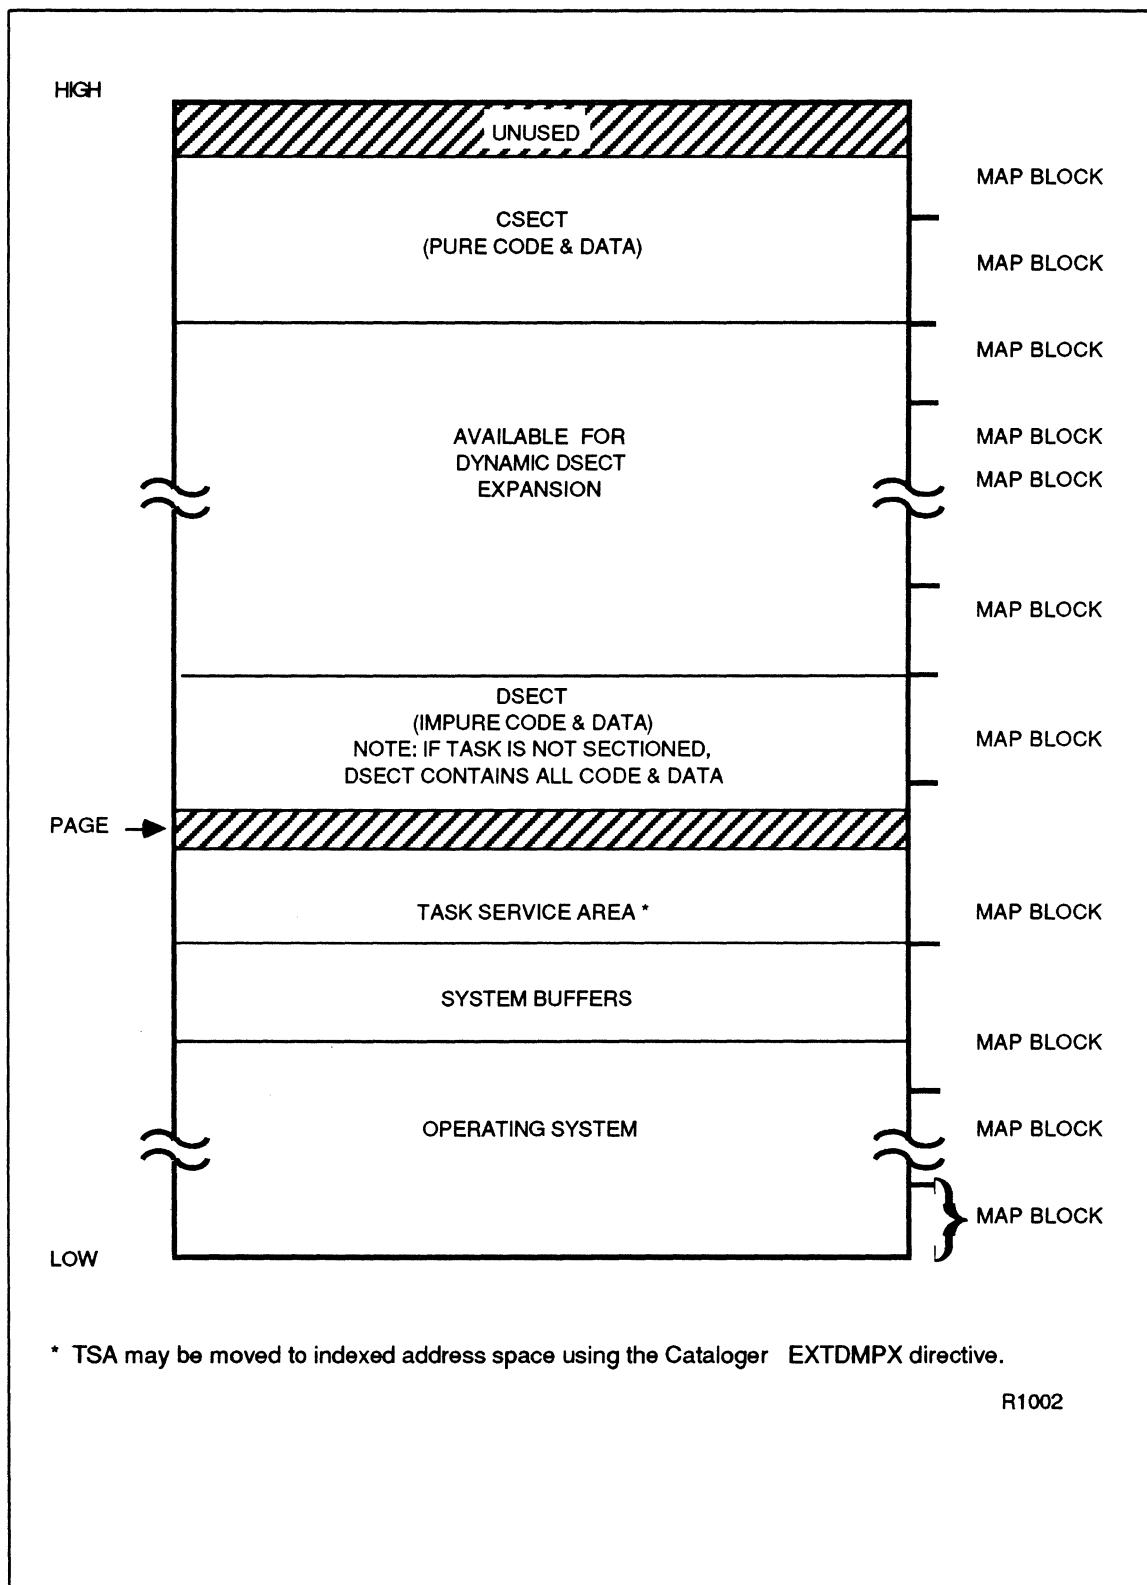 HIGH
UNUSED
MAP BLOCK
CSECT
(PURE CODE & DATA)
MAP BLOCK
MAP BLOCK
AVAILABLE FOR
DYNAMIC DSECT
EXPANSION
MAP BLOCK
MAP BLOCK
MAP BLOCK
DSECT
(IMPURE CODE & DATA)
NOTE: IF TASK IS NOT SECTIONED,
DSECT CONTAINS ALL CODE & DATA
MAP BLOCK
PAGE
TASK SERVICE AREA *
MAP BLOCK
SYSTEM BUFFERS
MAP BLOCK
OPERATING SYSTEM
MAP BLOCK
MAP BLOCK
LOW
* TSA may be moved to indexed address space using the Cataloger EXTDMPX directive.
R1002